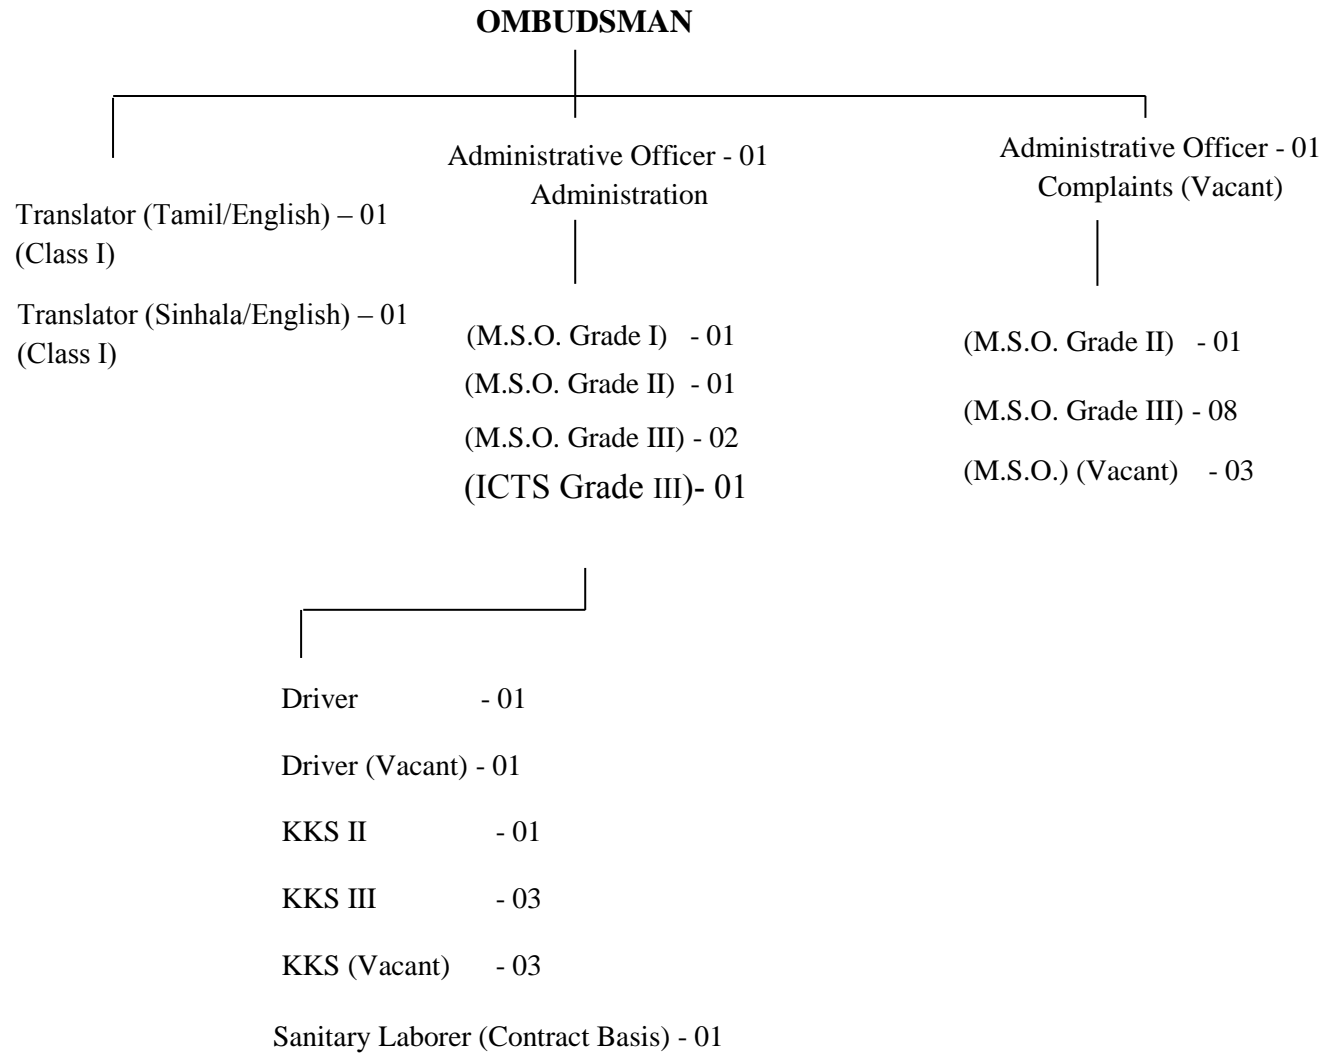 OMBUDSMAN
Translator (Tamil/English) – 01
(Class I)
Translator (Sinhala/English) – 01
(Class I)
Administrative Officer - 01
Administration
(M.S.O. Grade I) - 01
(M.S.O. Grade II) - 01
(M.S.O. Grade III) - 02
(ICTS Grade III)- 01
Administrative Officer - 01
Complaints (Vacant)
(M.S.O. Grade II) - 01
(M.S.O. Grade III) - 08
(M.S.O.) (Vacant) - 03
Driver - 01
Driver (Vacant) - 01
KKS II - 01
KKS III - 03
KKS (Vacant) - 03
Sanitary Laborer (Contract Basis) - 01